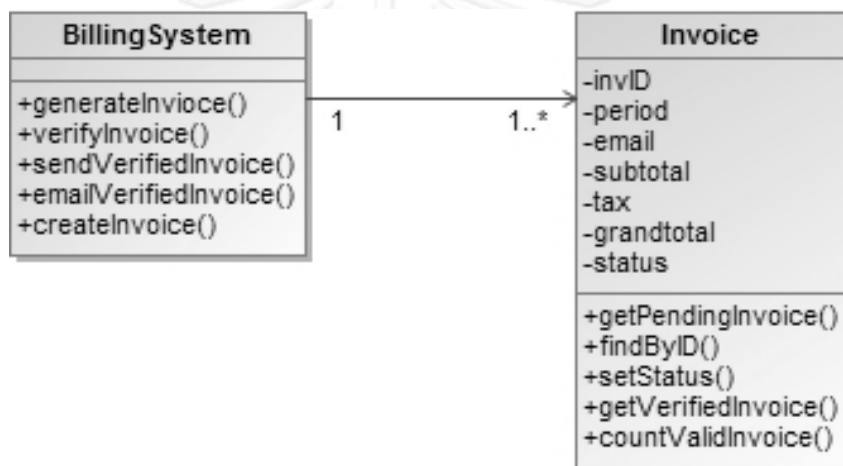 BillingSystem
+generateInvioce()
+verifyInvoice()
+sendVerifiedInvoice()
+emailVerifiedInvoice()
+createInvoice()
1
1..*
Invoice
-invID
-period
-email
-subtotal
-tax
-grandtotal
-status
+getPendingInvoice()
+findByID()
+setStatus()
+getVerifiedInvoice()
+countValidInvoice()